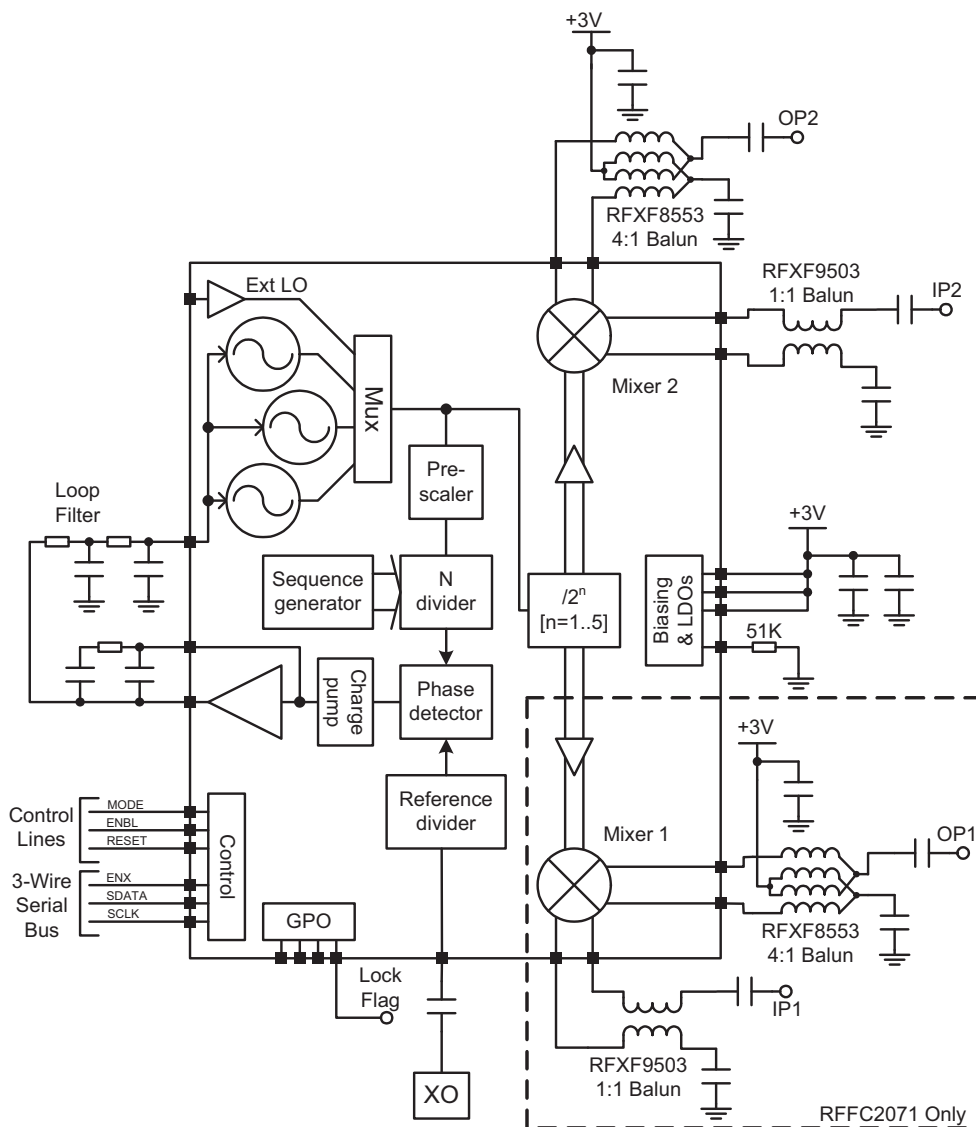 +3V
OP2
RFXF8553
4:1 Balun
Ext LO
RFXF9503
1:1 Balun
IP2
Mux
Mixer 2
Pre-
scaler
Loop
Filter
+3V
Sequence
generator
N
divider
/2ⁿ
[n=1..5]
Biasing
& LDOs
51K
Charge
pump
Phase
detector
+3V
Reference
divider
Mixer 1
Control
Lines
MODE
ENBL
RESET
OP1
3-Wire
Serial
Bus
ENX
SDATA
SCLK
Control
GPO
RFXF8553
4:1 Balun
Lock
Flag
IP1
XO
RFXF9503
1:1 Balun
RFFC2071 Only